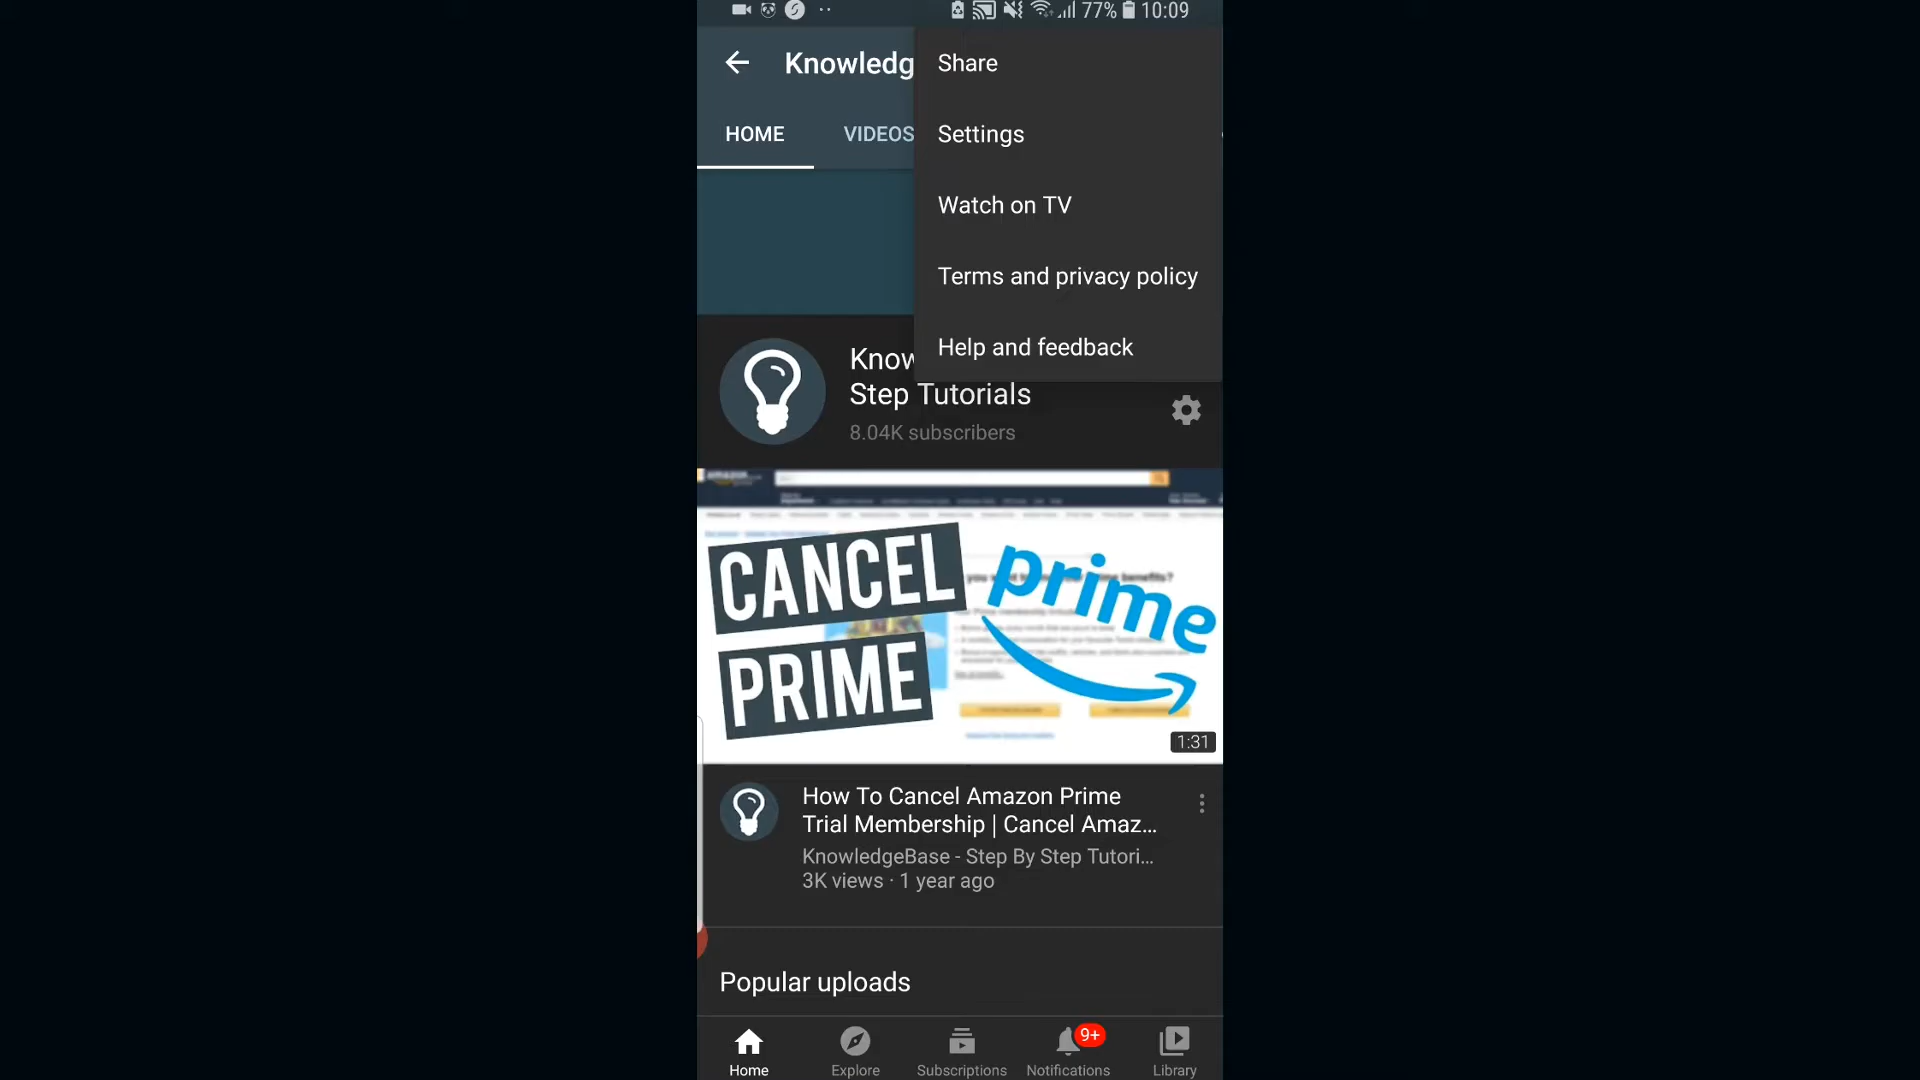 77% 10:09
Knowledg
Share
HOME
VIDEOS
Settings
Watch on TV
Terms and privacy policy
Help and feedback
Know
Step Tutorials
8.04K subscribers
amazon
CANCEL
PRIME
prime
1:31
How To Cancel Amazon Prime
Trial Membership | Cancel Amaz...
KnowledgeBase - Step By Step Tutori...
3K views · 1 year ago
Popular uploads
9+
Home
Explore
Subscriptions
Notifications
Library